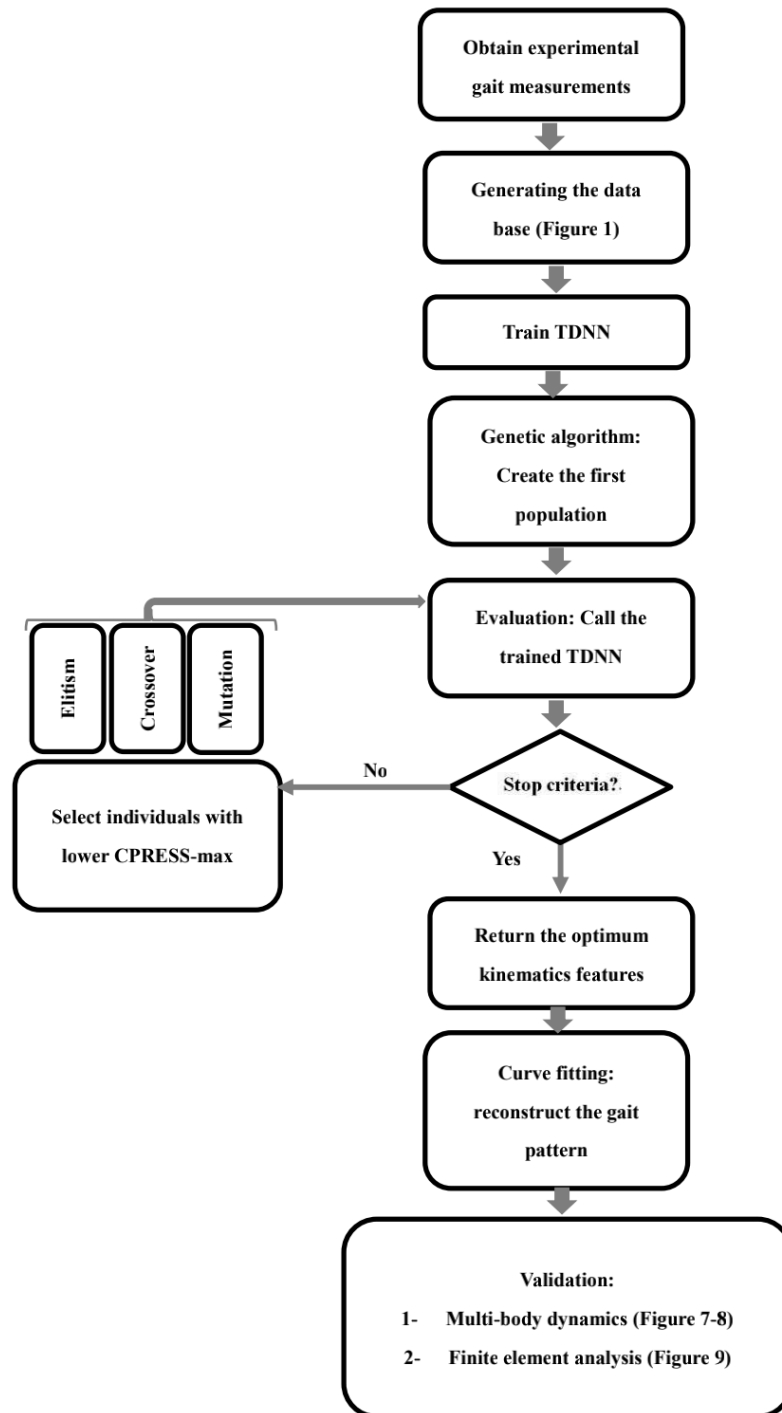 Obtain experimental
gait measurements
Generating the data
base (Figure 1)
Train TDNN
Genetic algorithm:
Create the first
population
Evaluation: Call the
trained TDNN
Elitism
Crossover
Mutation
Stop criteria?.
No
Select individuals with
lower CPRESS-max
Yes
Return the optimum
kinematics features
Curve fitting:
reconstruct the gait
pattern
Validation:
1- Multi-body dynamics (Figure 7-8)
2- Finite element analysis (Figure 9)